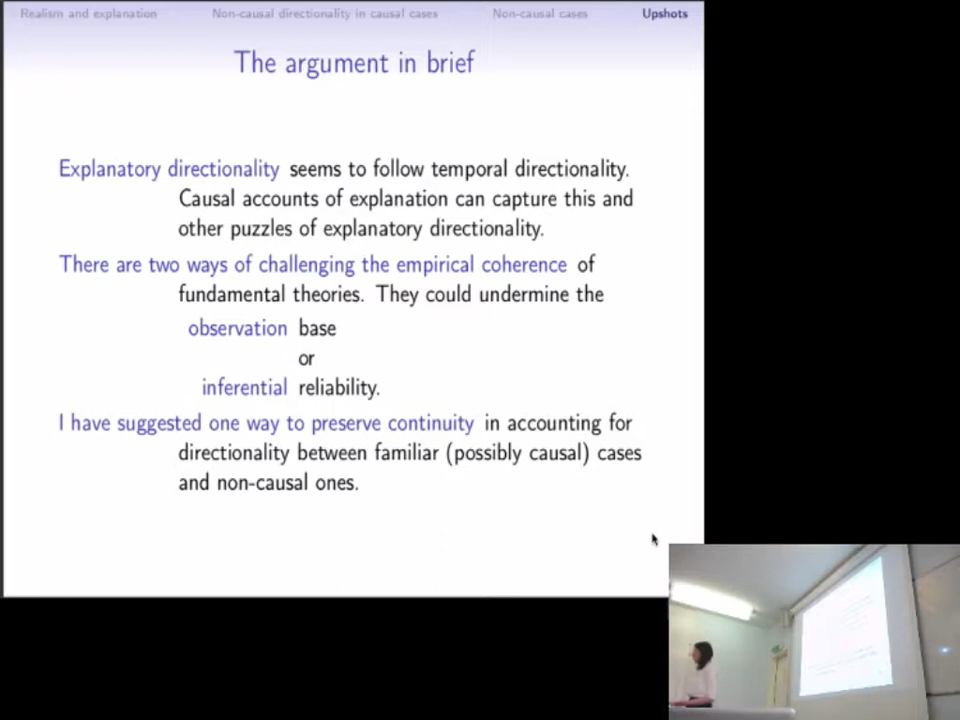 Realism and explanation Non-causal directionality in causal cases Non-causal cases Upshots
The argument in brief
Explanatory directionality seems to follow temporal directionality.
Causal accounts of explanation can capture this and
other puzzles of explanatory directionality.
There are two ways of challenging the empirical coherence of
fundamental theories. They could undermine the
observation base
or
inferential reliability.
I have suggested one way to preserve continuity in accounting for
directionality between familiar (possibly causal) cases
and non-causal ones.